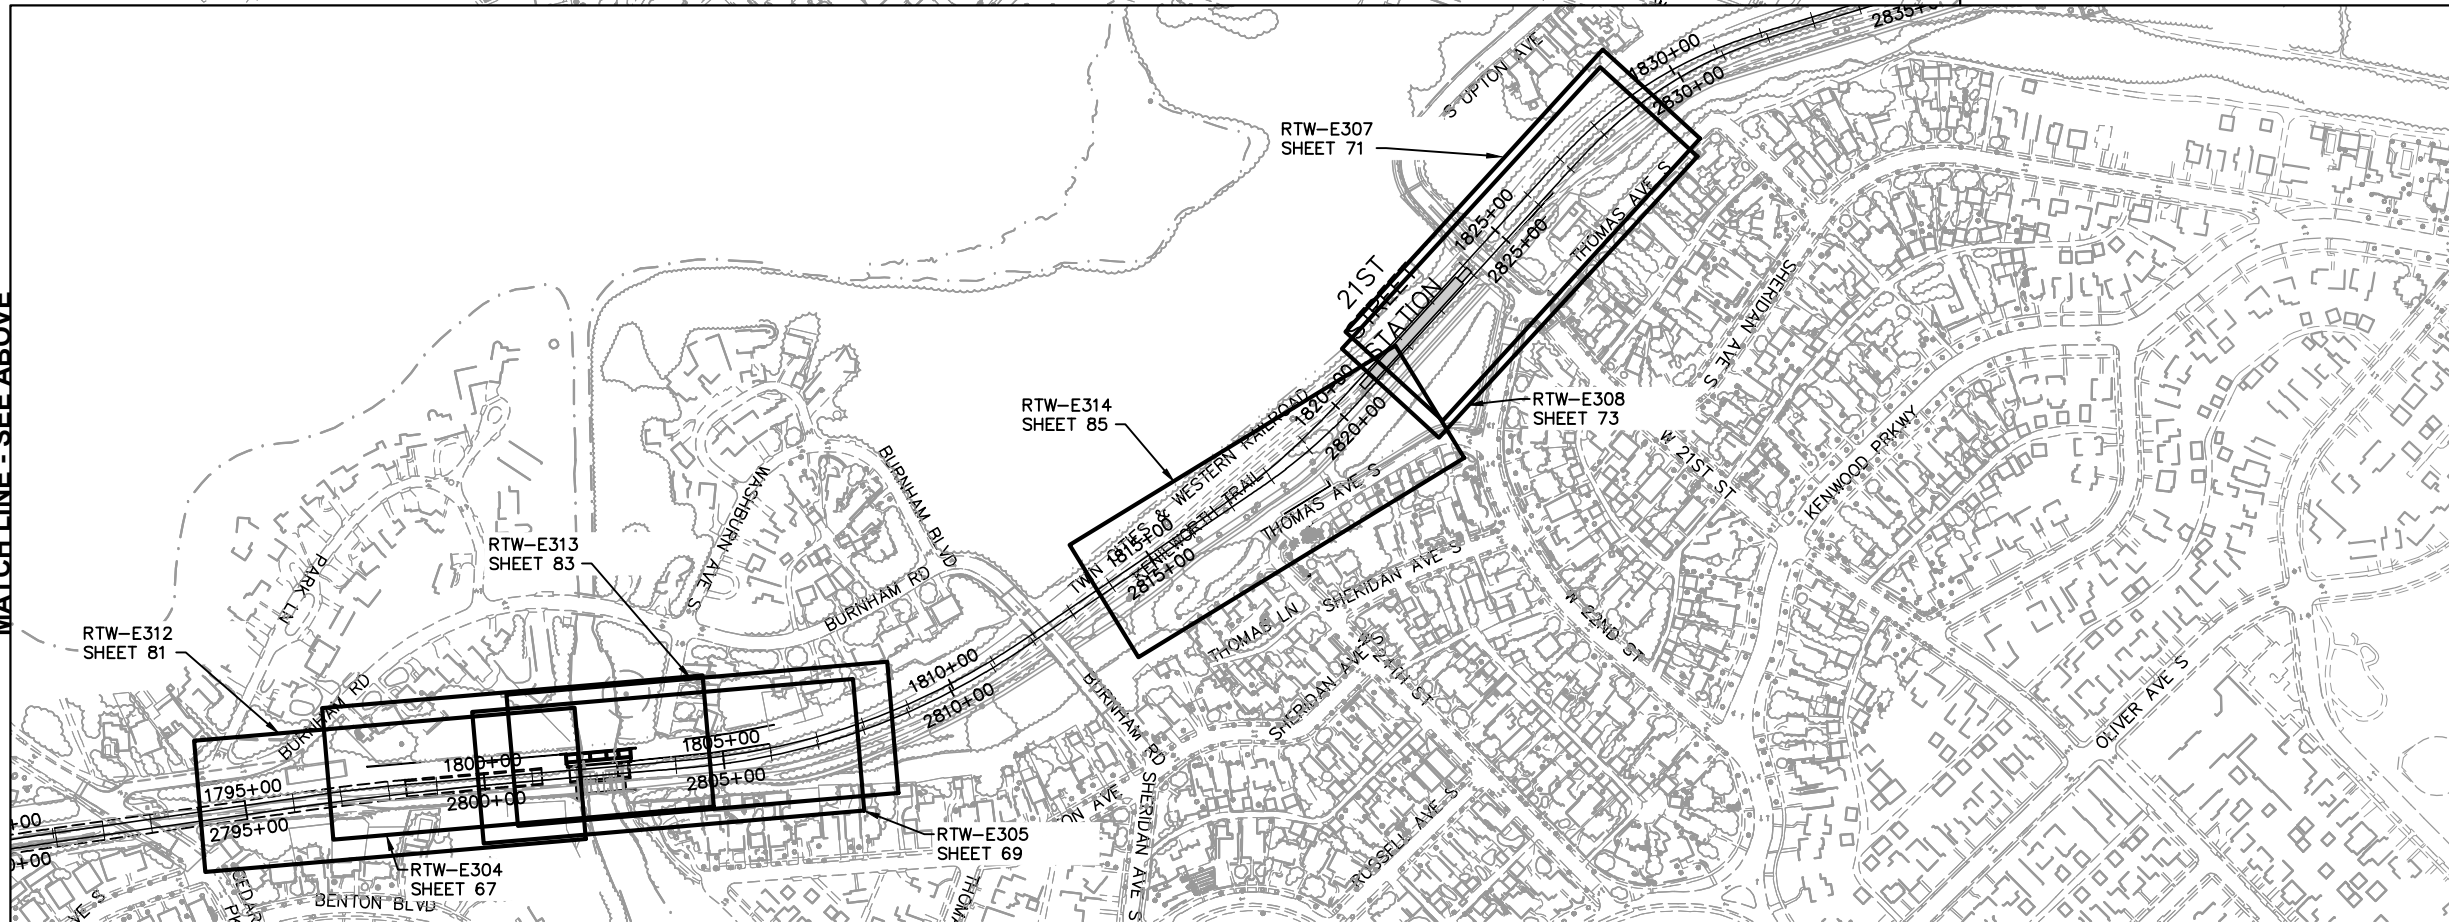 MATCH LINE - SEE ABOVE
2835+
1830+00
2830+00
S UPTON AVE
RTW-E307
SHEET 71
THOMAS AVE S
1825+00
2825+00
21ST
STREET
STATION
SHERIDAN AVE S
RTW-E314
SHEET 85
1820+00
2820+00
RTW-E308
SHEET 73
W 21ST ST
KENWOOD PRKWY
TWIN CITIES & WESTERN RAILROAD
KENILWORTH TRAIL
THOMAS AVE S
1815+00
2815+00
BURNHAM BLVD
WASHBURN AVE S
RTW-E313
SHEET 83
PARK LN
BURNHAM RD
SHERIDAN AVE S
THOMAS LN
W 22ND ST
W 24TH ST
RTW-E312
SHEET 81
BURNHAM RD
1810+00
2810+00
BURNHAM RD
SHERIDAN AVE S
OLIVER AVE S
1795+00
2795+00
1800+00
2800+00
1805+00
2805+00
+00
+00
RTW-E305
SHEET 69
ON AVE
SHERIDAN AVE S
RUSSELL AVE S
RTW-E304
SHEET 67
BENTON BLVD
CEDAR
VE S
THOM